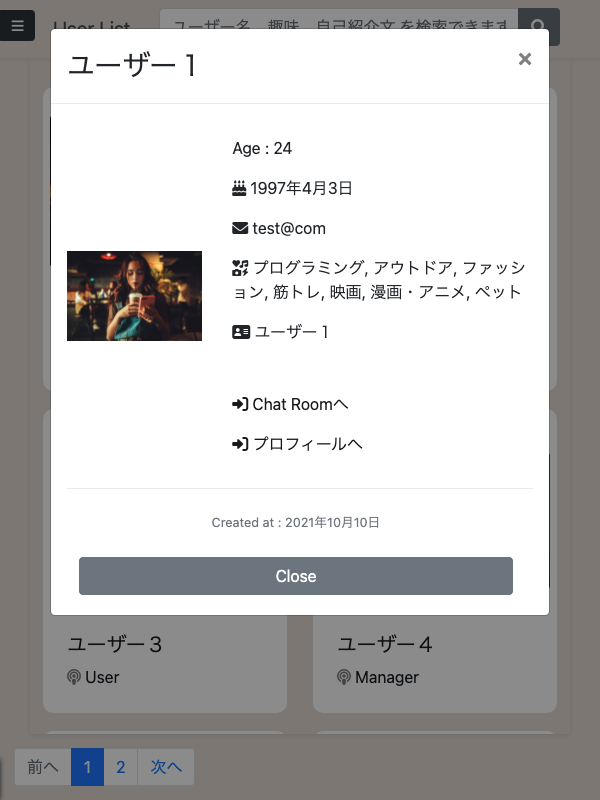 User List
ユーザー名、趣味、自己紹介文 を検索できます
ユーザー１
×
Age : 24
1997年4月3日
test@com
プログラミング, アウトドア, ファッシ
ョン, 筋トレ, 映画, 漫画・アニメ, ペット
ユーザー１
Chat Roomへ
プロフィールへ
Created at : 2021年10月10日
Close
ユーザー３
User
ユーザー４
Manager
前へ
1
2
次へ